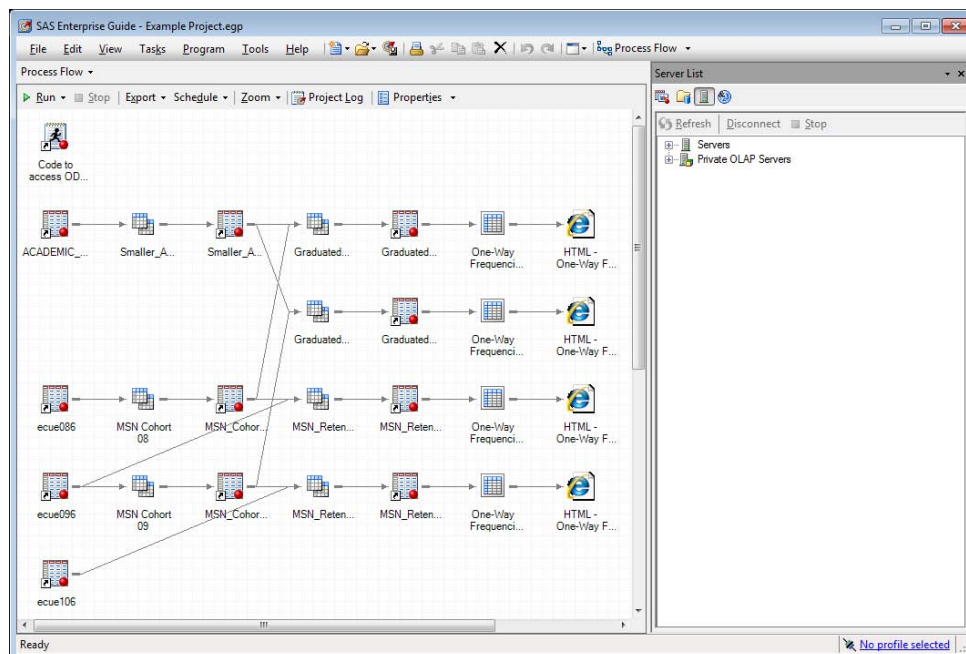 SAS Enterprise Guide - Example Project.egp
File Edit View Tasks Program Tools Help Process Flow
Process Flow
Server List
Run Stop Export Schedule Zoom Project Log Properties
Refresh Disconnect Stop
Servers
Private OLAP Servers
Code to
access OD...
ACADEMIC_... Smaller_A... Smaller_A... Graduated... Graduated... One-Way HTML -
Frequenci... One-Way F...
Graduated... Graduated... One-Way HTML -
Frequenci... One-Way F...
ecue086 MSN Cohort MSN_Cohor... MSN_Reten... MSN_Reten... One-Way HTML -
08 Frequenci... One-Way F...
ecue096 MSN Cohort MSN_Cohor... MSN_Reten... MSN_Reten... One-Way HTML -
09 Frequenci... One-Way F...
ecue106
Ready No profile selected